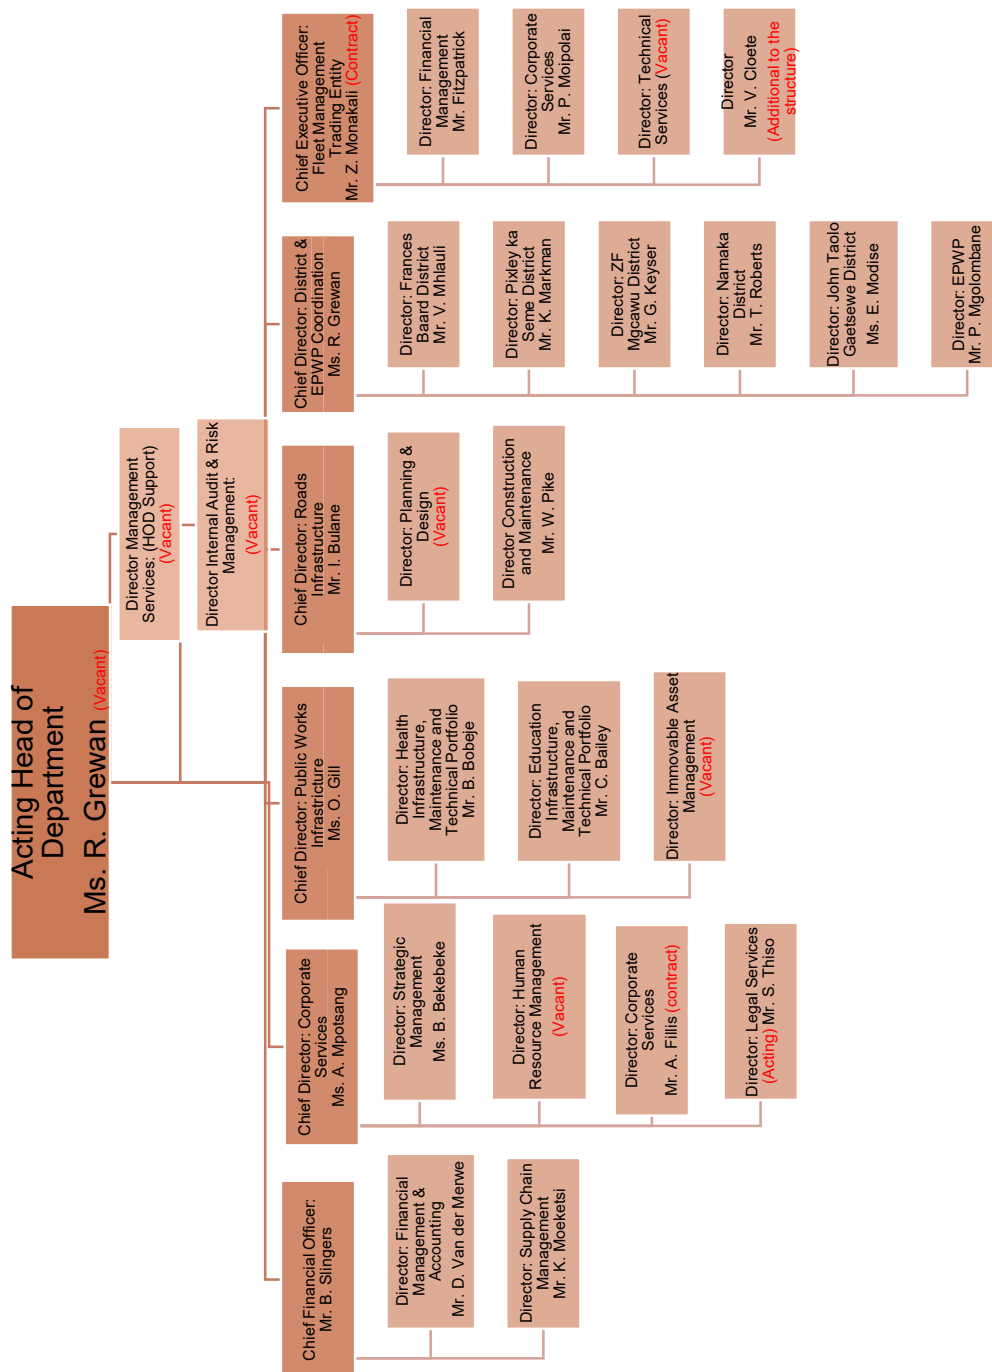 Acting Head of
Department
Ms. R. Grewan (Vacant)
Director Management
Services: (HOD Support)
(Vacant)
Director Internal Audit & Risk
Management:
(Vacant)
Chief Financial Officer:
Mr. B. Slingers
Director: Financial
Management &
Accounting
Mr. D. Van der Merwe
Director: Supply Chain
Management
Mr. K. Moeketsi
Chief Director: Corporate
Services
Ms. A. Mpotsang
Director: Strategic
Management
Ms. B. Bekebeke
Director: Human
Resource Management
(Vacant)
Director: Corporate
Services
Mr. A. Fillis (contract)
Director: Legal Services
(Acting) Mr. S. Thiso
Chief Director: Public Works
Infrastricture
Ms. O. Gill
Director: Health
Infrastructure,
Maintenance and
Technical Portfolio
Mr. B. Bobeje
Director: Education
Infrastructure,
Maintenance and
Technical Portfolio
Mr. C. Bailey
Director: Immovable Asset
Management
(Vacant)
Chief Director: Roads
Infrastructure
Mr. I. Bulane
Director: Planning &
Design
(Vacant)
Director Construction
and Maintenance
Mr. W. Pike
Chief Director: District &
EPWP Coordination
Ms. R. Grewan
Director: Frances
Baard District
Mr. V. Mhlauli
Director: Pixley ka
Seme District
Mr. K. Markman
Director: ZF
Mgcawu District
Mr. G. Keyser
Director: Namaka
District
Mr. T. Roberts
Director: John Taolo
Gaetsewe District
Ms. E. Modise
Director: EPWP
Mr. P. Mgolombane
Chief Executive Officer:
Fleet Management
Trading Entity
Mr. Z. Monakali (Contract)
Director: Financial
Management
Mr. Fitzpatrick
Director: Corporate
Services
Mr. P. Moipolai
Director: Technical
Services (Vacant)
Director
Mr. V. Cloete
(Additional to the
structure)